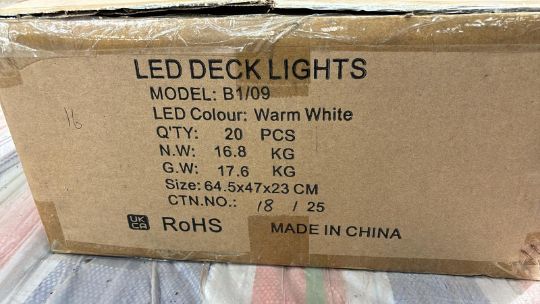 LED DECK LIGHTS
MODEL: B1/09
LED Colour: Warm White
Q'TY: 20 PCS
N.W: 16.8 KG
G.W: 17.6 KG
Size: 64.5x47x23 CM
CTN.NO.: 18 / 25
16
UK CA RoHS MADE IN CHINA